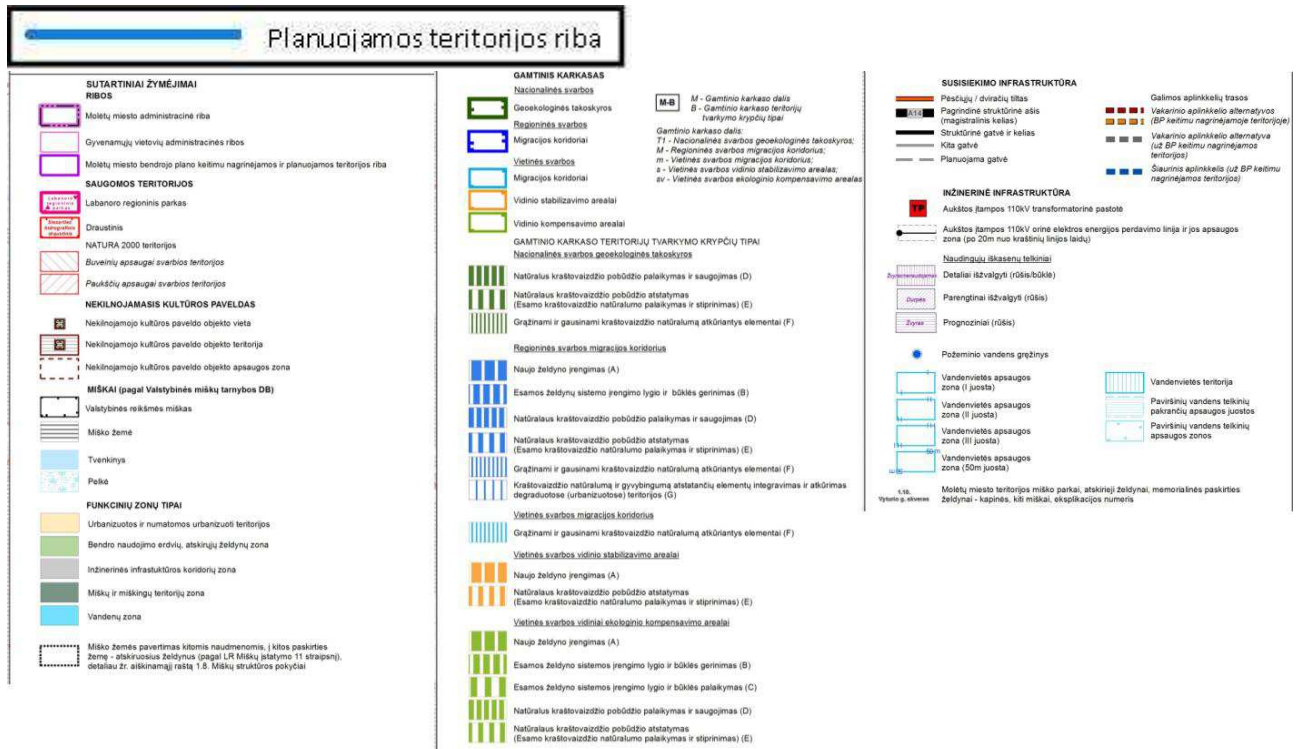 Planuojamos teritorijos riba
SUTARTINIAI ŽYMĖJIMAI
RIBOS
Molėtų miesto administracinė riba
Gyvenamųjų vietovių administracinės ribos
Molėtų miesto bendrojo plano keitimu nagrinėjamos ir planuojamos teritorijos riba
SAUGOMOS TERITORIJOS
Labanoro regioninis parkas
Draustinis
NATURA 2000 teritorijos
Buveinių apsaugai svarbios teritorijos
Paukščių apsaugai svarbios teritorijos
NEKILNOJAMASIS KULTŪROS PAVELDAS
Nekilnojamojo kultūros paveldo objekto vieta
Nekilnojamojo kultūros paveldo objekto teritorija
Nekilnojamojo kultūros paveldo objekto apsaugos zona
MIŠKAI (pagal Valstybinės miškų tarnybos DB)
Valstybinės reikšmės miškas
Miško žemė
Tvenkinys
Pelkė
FUNKCINIŲ ZONŲ TIPAI
Urbanizuotos ir numatomos urbanizuoti teritorijos
Bendro naudojimo erdvių, atskirųjų želdynų zona
Inžinerinės infrastuktūros koridorių zona
Miškų ir miškingų teritorijų zona
Vandenų zona
Miško žemės pavertimas kitomis naudmenomis, į kitos paskirties
žemę - atskiruosius želdynus (pagal LR Miškų įstatymo 11 straipsnį),
detaliau žr. aiškinamąjį raštą 1.8. Miškų struktūros pokyčiai
GAMTINIS KARKASAS
Nacionalinės svarbos
Geoekologinės takoskyros
Regioninės svarbos
Migracijos koridoriai
Vietinės svarbos
Migracijos koridoriai
Vidinio stabilizavimo arealai
Vidinio kompensavimo arealai
M-B
M - Gamtinio karkaso dalis
B - Gamtinio karkaso teritorijų
tvarkymo krypčių tipai
Gamtinio karkaso dalis:
T1 - Nacionalinės svarbos geoekologinės takoskyros;
M - Regioninės svarbos migracijos koridorius;
m - Vietinės svarbos migracijos koridorius;
s - Vietinės svarbos vidinio stabilizavimo arealas;
sv - Vietinės svarbos ekologinio kompensavimo arealas
GAMTINIO KARKASO TERITORIJŲ TVARKYMO KRYPČIŲ TIPAI
Nacionalinės svarbos geoekologinės takoskyros
Natūralus kraštovaizdžio pobūdžio palaikymas ir saugojimas (D)
Natūralaus kraštovaizdžio pobūdžio atstatymas
(Esamo kraštovaizdžio natūralumo palaikymas ir stiprinimas) (E)
Grąžinami ir gausinami kraštovaizdžio natūralumą atkūriantys elementai (F)
Regioninės svarbos migracijos koridorius
Naujo želdyno įrengimas (A)
Esamos želdynų sistemo įrengimo lygio ir būklės gerinimas (B)
Natūralus kraštovaizdžio pobūdžio palaikymas ir saugojimas (D)
Natūralaus kraštovaizdžio pobūdžio atstatymas
(Esamo kraštovaizdžio natūralumo palaikymas ir stiprinimas) (E)
Grąžinami ir gausinami kraštovaizdžio natūralumą atkūriantys elementai (F)
Kraštovaizdžio natūralumą ir gyvybingumą atstatančių elementų integravimas ir atkūrimas
degraduotose (urbanizuotose) teritorijos (G)
Vietinės svarbos migracijos koridorius
Grąžinami ir gausinami kraštovaizdžio natūralumą atkūriantys elementai (F)
Vietinės svarbos vidinio stabilizavimo arealai
Naujo želdyno įrengimas (A)
Natūralaus kraštovaizdžio pobūdžio atstatymas
(Esamo kraštovaizdžio natūralumo palaikymas ir stiprinimas) (E)
Vietinės svarbos vidiniai ekologinio kompensavimo arealai
Naujo želdyno įrengimas (A)
Esamos želdyno sistemos įrengimo lygio ir būklės gerinimas (B)
Esamos želdyno sistemos įrengimo lygio ir būklės palaikymas (C)
Natūralus kraštovaizdžio pobūdžio palaikymas ir saugojimas (D)
Natūralaus kraštovaizdžio pobūdžio atstatymas
(Esamo kraštovaizdžio natūralumo palaikymas ir stiprinimas) (E)
SUSISIEKIMO INFRASTRUKTŪRA
Pėsčiųjų / dviračių tiltas
A14
Pagrindinė struktūrinė ašis
(magistralinis kelias)
Struktūrinė gatvė ir kelias
Kita gatvė
Planuojama gatvė
Galimos aplinkkelių trasos
Vakarinio aplinkkelio alternatyvos
(BP keitimu nagrinėjamoje teritorijoje)
Vakarinio aplinkkelio alternatyva
(už BP keitimu nagrinėjamos
teritorijos)
Šiaurinis aplinkkelis (už BP keitimu
nagrinėjamos teritorijos)
INŽINERINĖ INFRASTRUKTŪRA
TP
Aukštos įtampos 110kV transformatorinė pastotė
Aukštos įtampos 110kV orinė elektros energijos perdavimo linija ir jos apsaugos
zona (po 20m nuo kraštinių linijos laidų)
Naudingųjų iškasenų telkiniai
Detaliai išžvalgyti (rūšis/būklė)
Durpės
Parengtinai išžvalgyti (rūšis)
Žvyras
Prognoziniai (rūšis)
Požeminio vandens gręžinys
Vandenvietės apsaugos
zona (I juosta)
Vandenvietės apsaugos
zona (II juosta)
Vandenvietės apsaugos
zona (III juosta)
50 m
Vandenvietės apsaugos
zona (50m juosta)
Vandenvietės teritorija
Paviršinių vandens telkinių
pakrančių apsaugos juostos
Paviršinių vandens telkinių
apsaugos zonos
1.18.
Vyturio g. skveras
Molėtų miesto teritorijos miško parkai, atskirieji želdynai, memorialinės paskirties
želdynai - kapinės, kiti miškai, eksplikacijos numeris